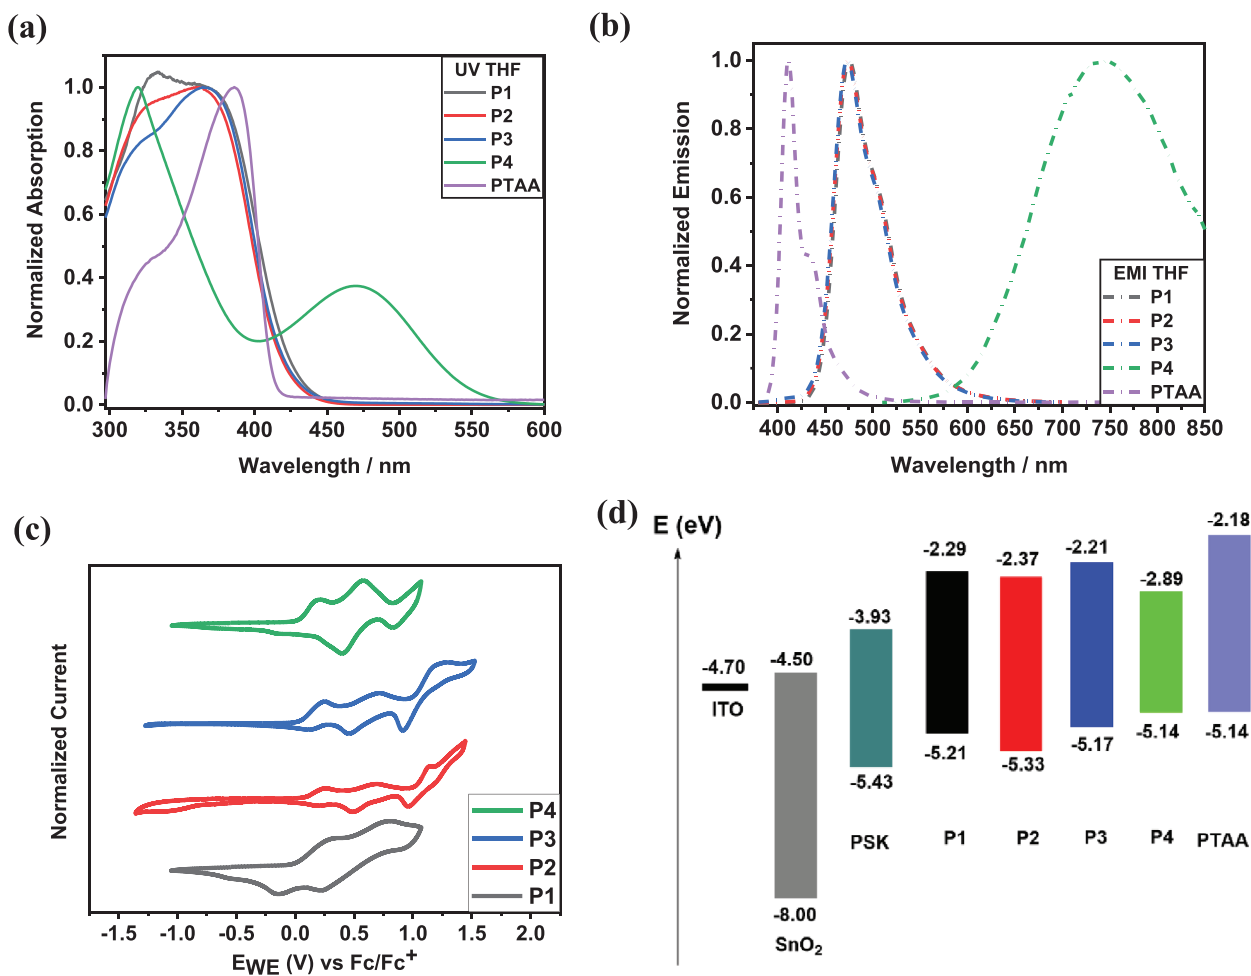 (a)
UV THF
P1
P2
P3
P4
PTAA
Normalized Absorption
1.0
0.8
0.6
0.4
0.2
0.0
300 350 400 450 500 550 600
Wavelength / nm
(b)
EMI THF
P1
P2
P3
P4
PTAA
Normalized Emission
1.0
0.8
0.6
0.4
0.2
0.0
400 450 500 550 600 650 700 750 800 850
Wavelength / nm
(c)
Normalized Current
P4
P3
P2
P1
-1.5 -1.0 -0.5 0.0 0.5 1.0 1.5 2.0
EWE (V) vs Fc/Fc+
(d)
E (eV)
-4.70
ITO
-4.50
-8.00
SnO2
-3.93
-5.43
PSK
-2.29
-5.21
P1
-2.37
-5.33
P2
-2.21
-5.17
P3
-2.89
-5.14
P4
-2.18
-5.14
PTAA